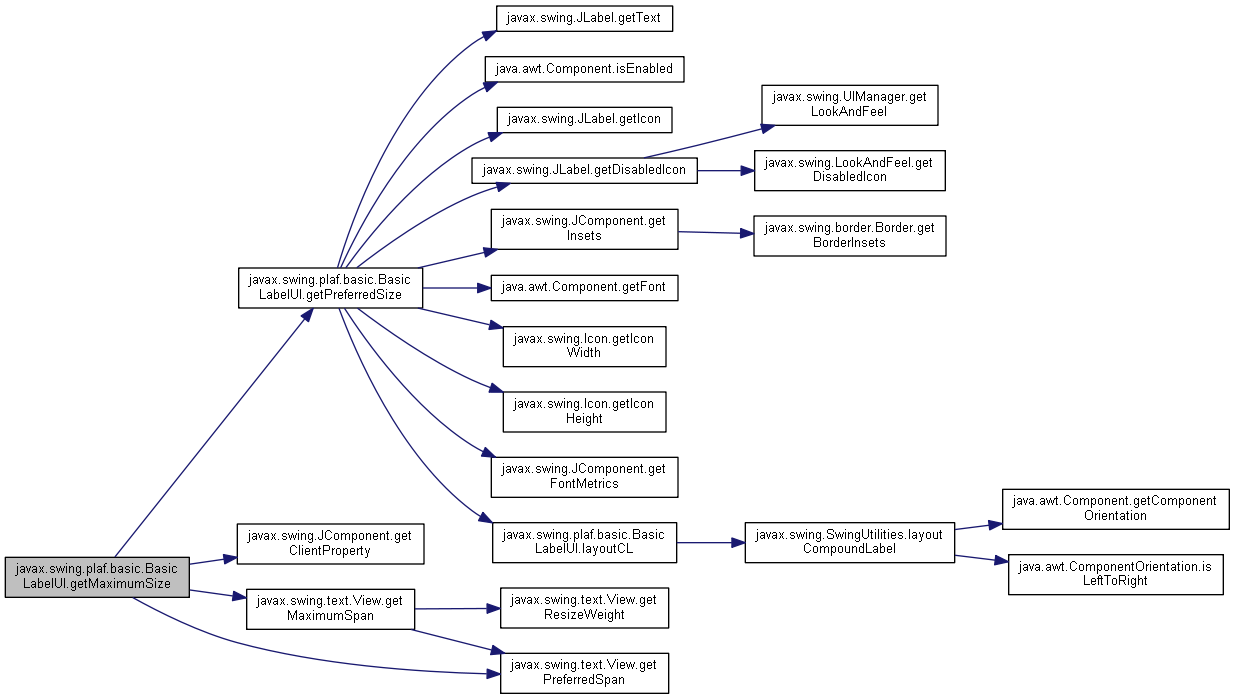 javax.swing.JLabel.getText
java.awt.Component.isEnabled
javax.swing.JLabel.getIcon
javax.swing.UIManager.get
LookAndFeel
javax.swing.JLabel.getDisabledIcon
javax.swing.LookAndFeel.get
DisabledIcon
javax.swing.JComponent.get
Insets
javax.swing.border.Border.get
BorderInsets
javax.swing.plaf.basic.Basic
LabelUI.getPreferredSize
java.awt.Component.getFont
javax.swing.Icon.getIcon
Width
javax.swing.Icon.getIcon
Height
javax.swing.JComponent.get
FontMetrics
javax.swing.plaf.basic.Basic
LabelUI.layoutCL
javax.swing.SwingUtilities.layout
CompoundLabel
java.awt.Component.getComponent
Orientation
java.awt.ComponentOrientation.is
LeftToRight
javax.swing.JComponent.get
ClientProperty
javax.swing.plaf.basic.Basic
LabelUI.getMaximumSize
javax.swing.text.View.get
MaximumSpan
javax.swing.text.View.get
ResizeWeight
javax.swing.text.View.get
PreferredSpan